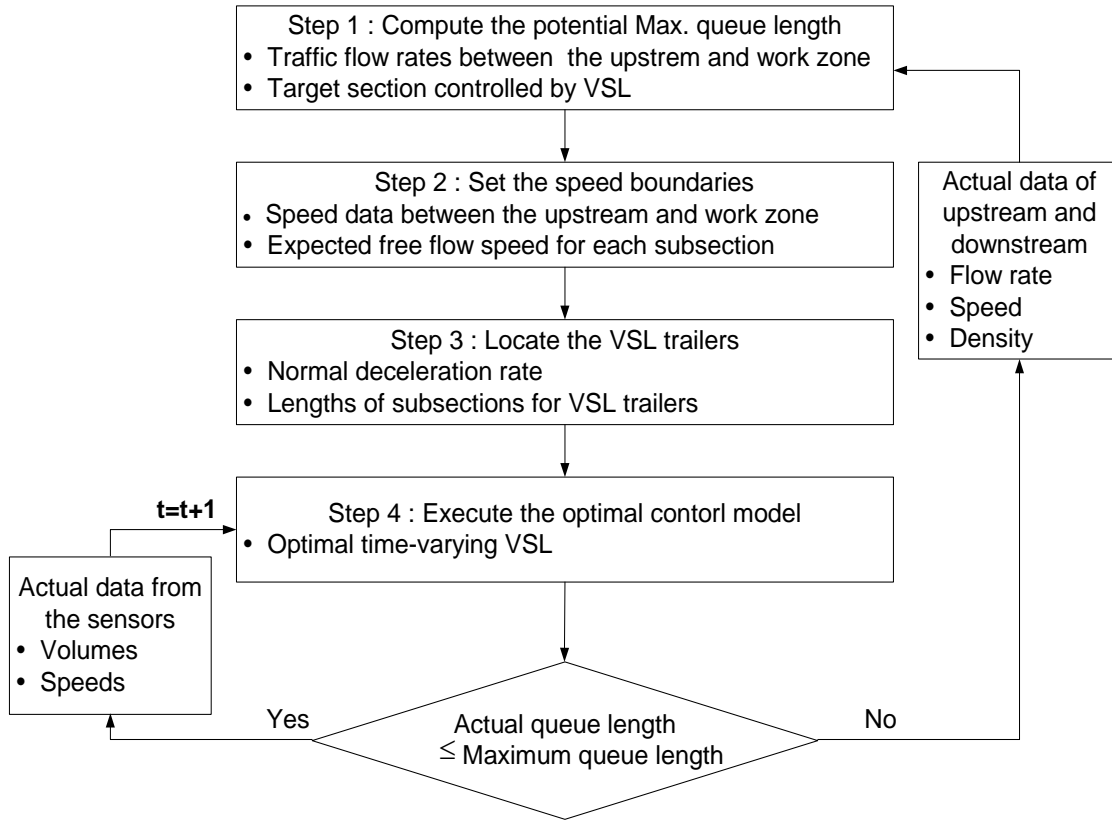 Step 1 : Compute the potential Max. queue length
• Traffic flow rates between the upstrem and work zone
• Target section controlled by VSL
Step 2 : Set the speed boundaries
• Speed data between the upstream and work zone
• Expected free flow speed for each subsection
Actual data of
upstream and
downstream
• Flow rate
• Speed
• Density
Step 3 : Locate the VSL trailers
• Normal deceleration rate
• Lengths of subsections for VSL trailers
t=t+1
Step 4 : Execute the optimal contorl model
• Optimal time-varying VSL
Actual data from
the sensors
• Volumes
• Speeds
Yes
Actual queue length
≤ Maximum queue length
No